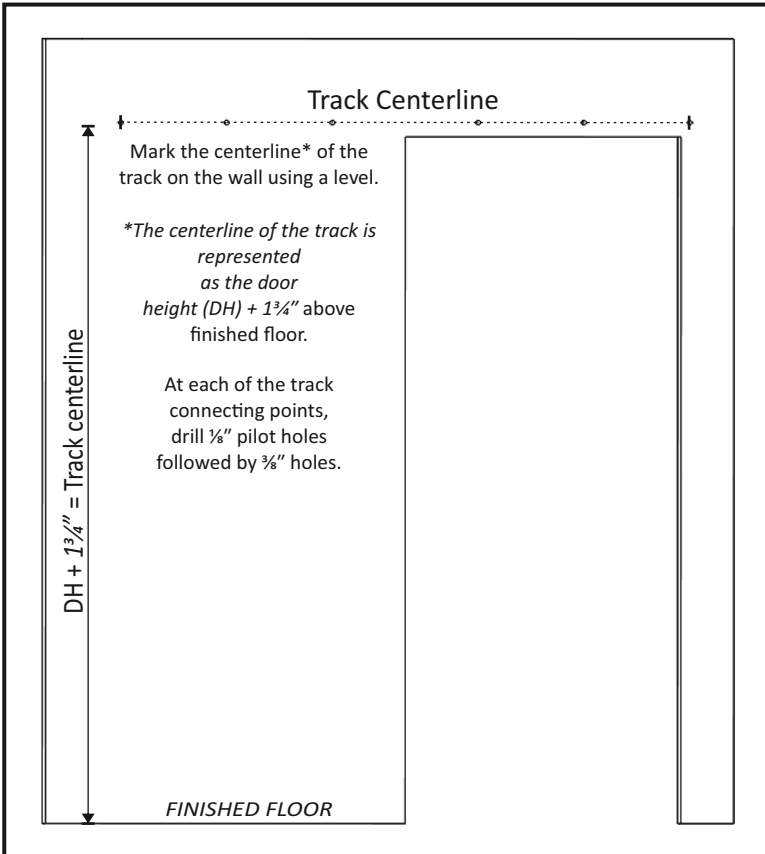 Track Centerline
Mark the centerline* of the
track on the wall using a level.
*The centerline of the track is
represented
as the door
height (DH) + 1¾″ above
finished floor.
At each of the track
connecting points,
drill ⅛″ pilot holes
followed by ⅜″ holes.
DH + 1¾″ = Track centerline
FINISHED FLOOR